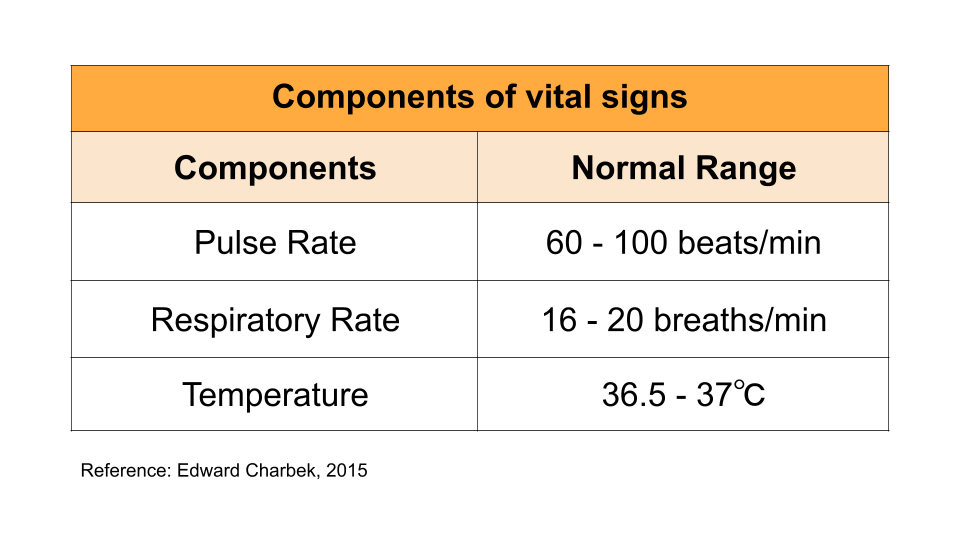 Components of vital signs
Components Normal Range
Pulse Rate 60 - 100 beats/min
Respiratory Rate 16 - 20 breaths/min
Temperature 36.5 - 37℃
Reference: Edward Charbek, 2015